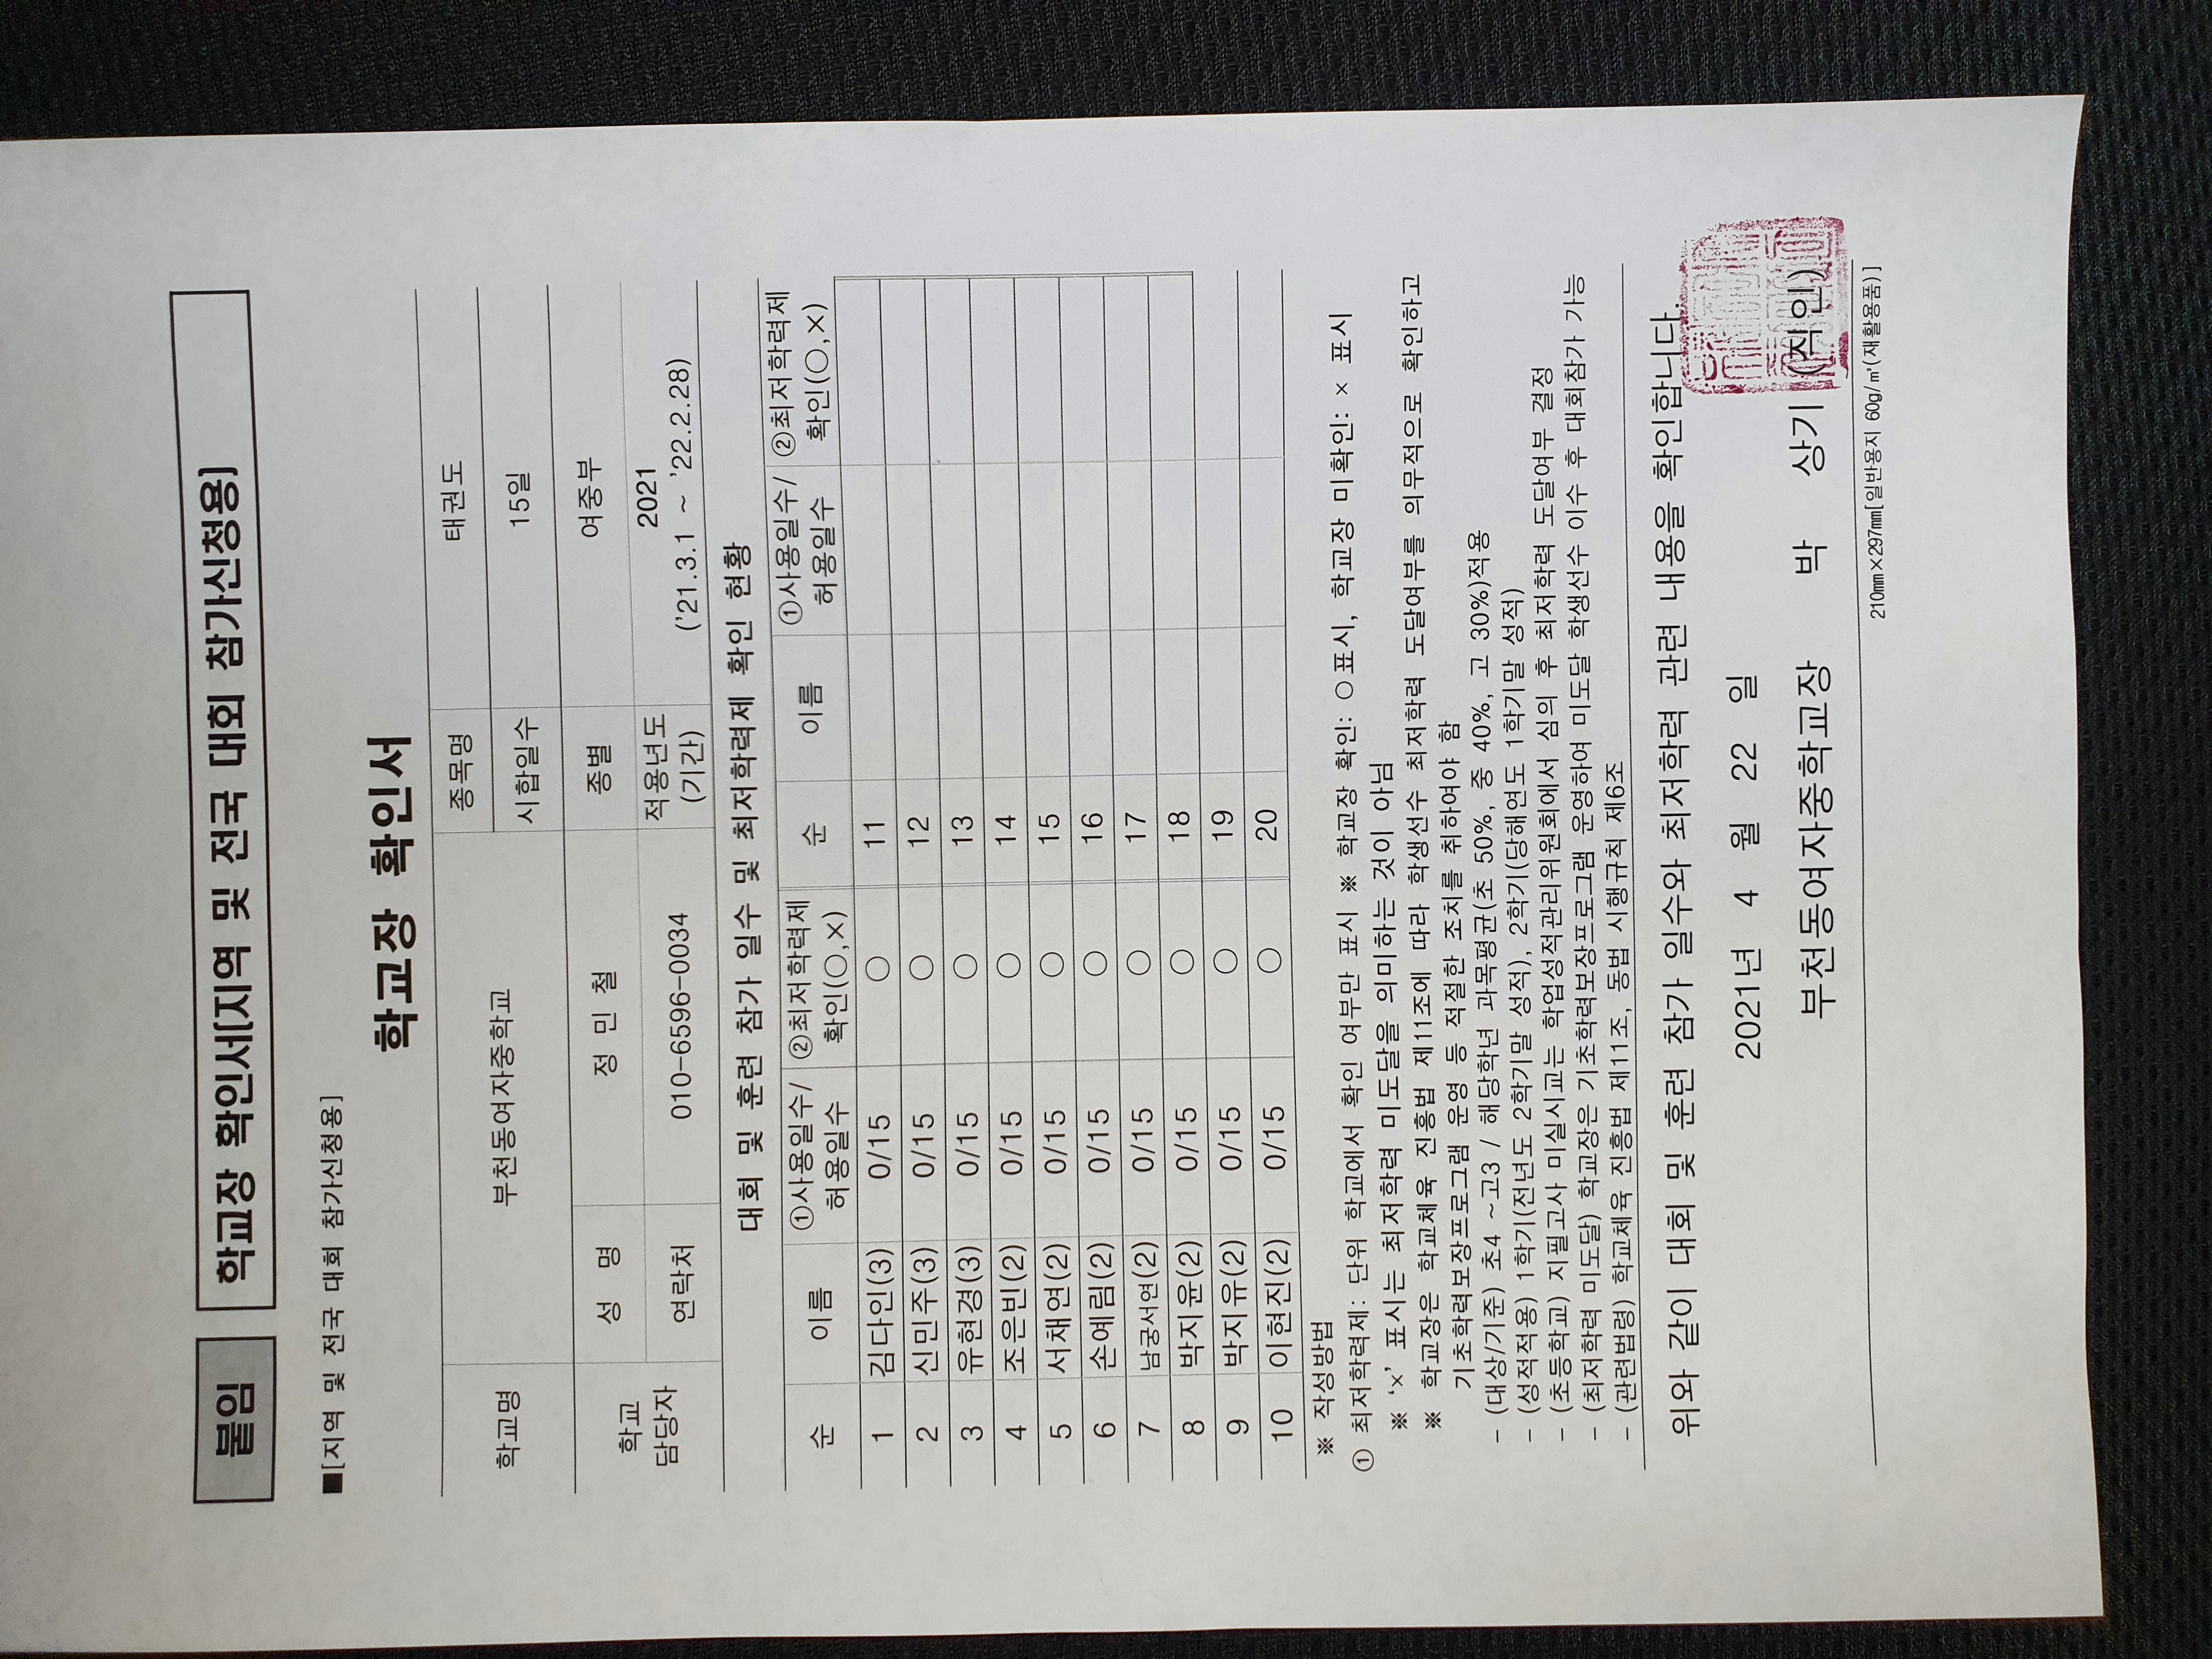 붙임 학교장 확인서[지역 및 전국 대회 참가신청용]
■[지역 및 전국 대회 참가신청용]
학교장 확인서
학교명 부천동여자중학교 종목명 태권도
시합일수 15일
학교 담당자 성 명 정 민 철 종별 여중부
연락처 010-6596-0034 적용년도 (기간) 2021 ('21.3.1 ~ '22.2.28)
대회 및 훈련 참가 일수 및 최저학력제 확인 현황
순 이름 ①사용일수/허용일수 ②최저학력제 확인(○,×) 순 이름 ①사용일수/허용일수 ②최저학력제 확인(○,×)
1 김다인(3) 0/15 ○ 11
2 신민주(3) 0/15 ○ 12
3 유현경(3) 0/15 ○ 13
4 조은빈(2) 0/15 ○ 14
5 서채연(2) 0/15 ○ 15
6 손예림(2) 0/15 ○ 16
7 남궁서연(2) 0/15 ○ 17
8 박지윤(2) 0/15 ○ 18
9 박지유(2) 0/15 ○ 19
10 이현진(2) 0/15 ○ 20
※ 작성방법
① 최저학력제: 단위 학교에서 확인 여부만 표시 ※ 학교장 확인: ○표시, 학교장 미확인: × 표시
※ '×' 표시는 최저학력 미도달을 의미하는 것이 아님
※ 학교장은 학교체육 진흥법 제11조에 따라 학생선수 최저학력 도달여부를 의무적으로 확인하고
기초학력보장프로그램 운영 등 적절한 조치를 취하여야 함
- (대상/기준) 초4 ~고3 / 해당학년 과목평균(초 50%, 중 40%, 고 30%)적용
- (성적적용) 1학기(전년도 2학기말 성적), 2학기(당해연도 1학기말 성적)
- (초등학교) 지필고사 미실시교는 학업성적관리위원회에서 심의 후 최저학력 도달여부 결정
- (최저학력 미도달) 학교장은 기초학력보장프로그램 운영하여 미도달 학생선수 이수 후 대회참가 가능
- (관련법령) 학교체육 진흥법 제11조, 동법 시행규칙 제6조
위와 같이 대회 및 훈련 참가 일수와 최저학력 관련 내용을 확인합니다.
2021년 4 월 22 일
부천동여자중학교장 박 상기 (직인)
210㎜×297㎜[일반용지 60g/㎡(재활용품)]